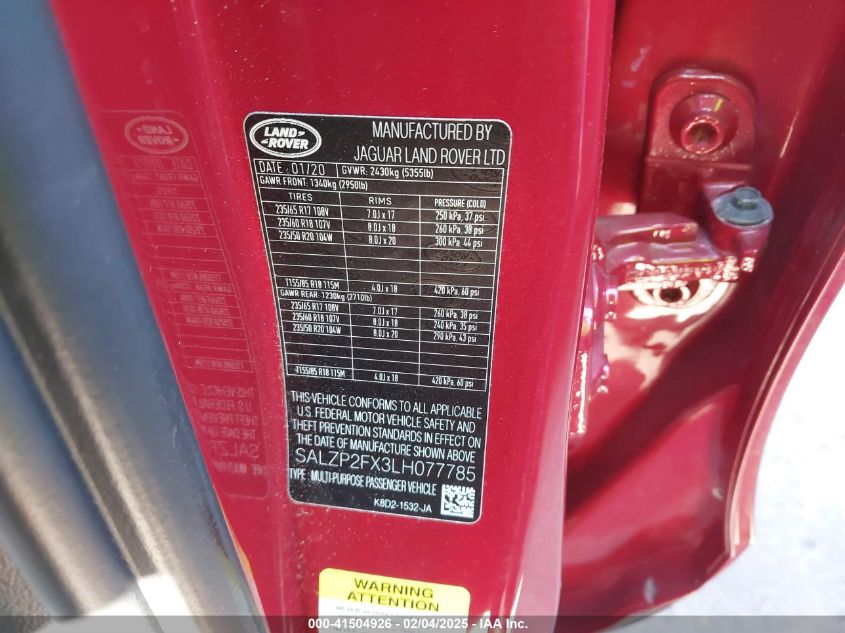 LAND
ROVER
MANUFACTURED BY
JAGUAR LAND ROVER LTD
DATE: 01/20 GVWR: 2430kg (5355lb)
GAWR FRONT: 1340kg (2950lb)
TIRES RIMS PRESSURE (COLD)
235/65 R17 108V 7.0J x 17 250 kPa, 37 psi
235/60 R18 107V 8.0J x 18 260 kPa, 38 psi
235/50 R20 104W 8.0J x 20 300 kPa, 44 psi
T155/85 R18 115M 4.0J x 18 420 kPa, 60 psi
GAWR REAR: 1230kg (2710lb)
235/65 R17 108V 7.0J x 17 260 kPa, 38 psi
235/60 R18 107V 8.0J x 18 240 kPa, 35 psi
235/50 R20 104W 8.0J x 20 290 kPa, 43 psi
T155/85 R18 115M 4.0J x 18 420 kPa, 60 psi
THIS VEHICLE CONFORMS TO ALL APPLICABLE
U.S. FEDERAL MOTOR VEHICLE SAFETY AND
THEFT PREVENTION STANDARDS IN EFFECT ON
THE DATE OF MANUFACTURE SHOWN ABOVE
SALZP2FX3LH077785
TYPE: MULTI-PURPOSE PASSENGER VEHICLE
K8D2-1532-JA
WARNING
ATTENTION
000-41504926 - 02/04/2025 - IAAI.com